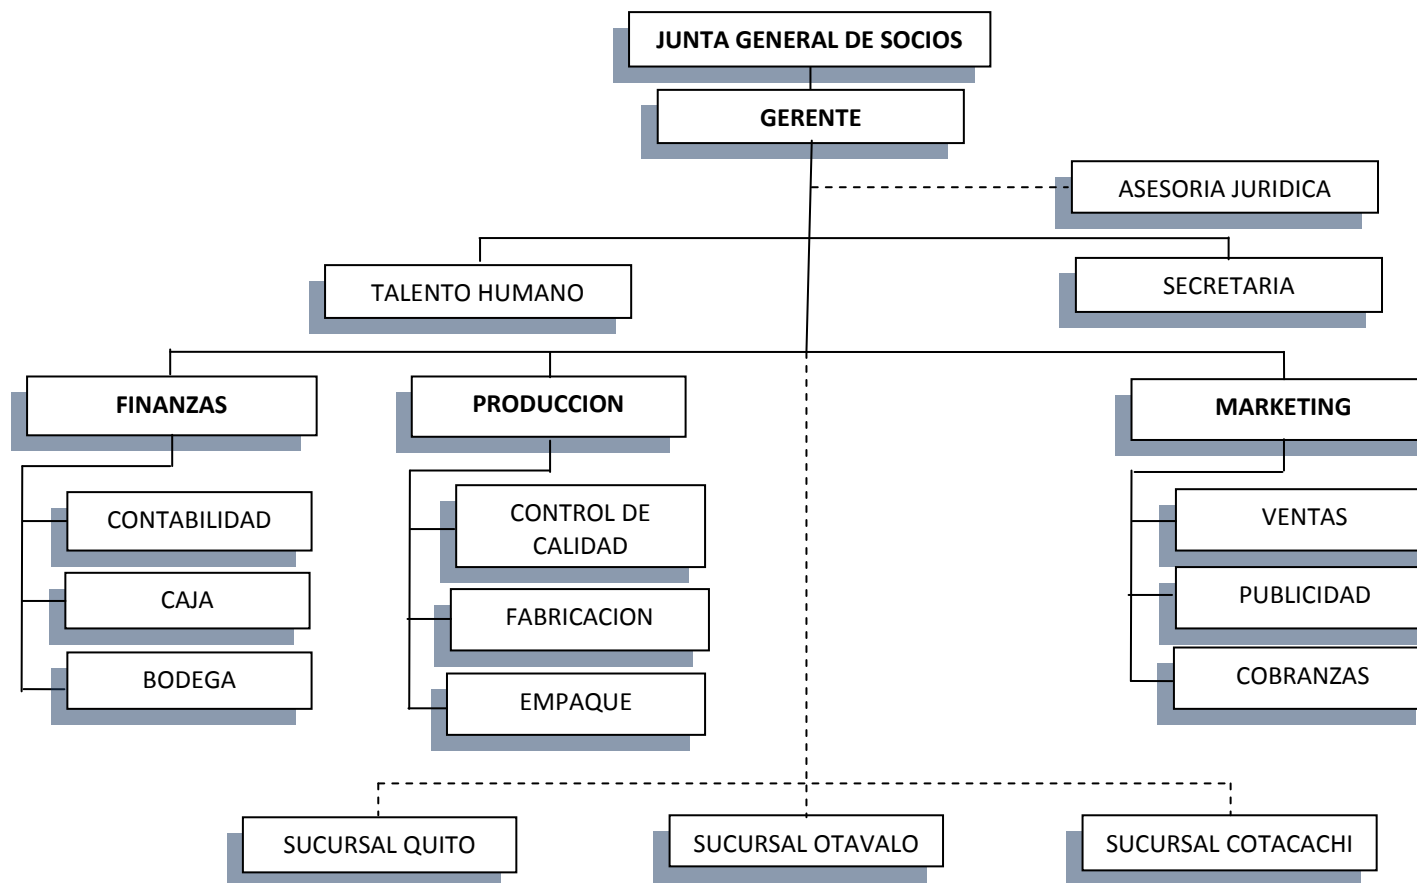 JUNTA GENERAL DE SOCIOS
GERENTE
ASESORIA JURIDICA
TALENTO HUMANO
SECRETARIA
FINANZAS
PRODUCCION
MARKETING
CONTABILIDAD
CAJA
BODEGA
CONTROL DE
CALIDAD
FABRICACION
EMPAQUE
VENTAS
PUBLICIDAD
COBRANZAS
SUCURSAL QUITO
SUCURSAL OTAVALO
SUCURSAL COTACACHI